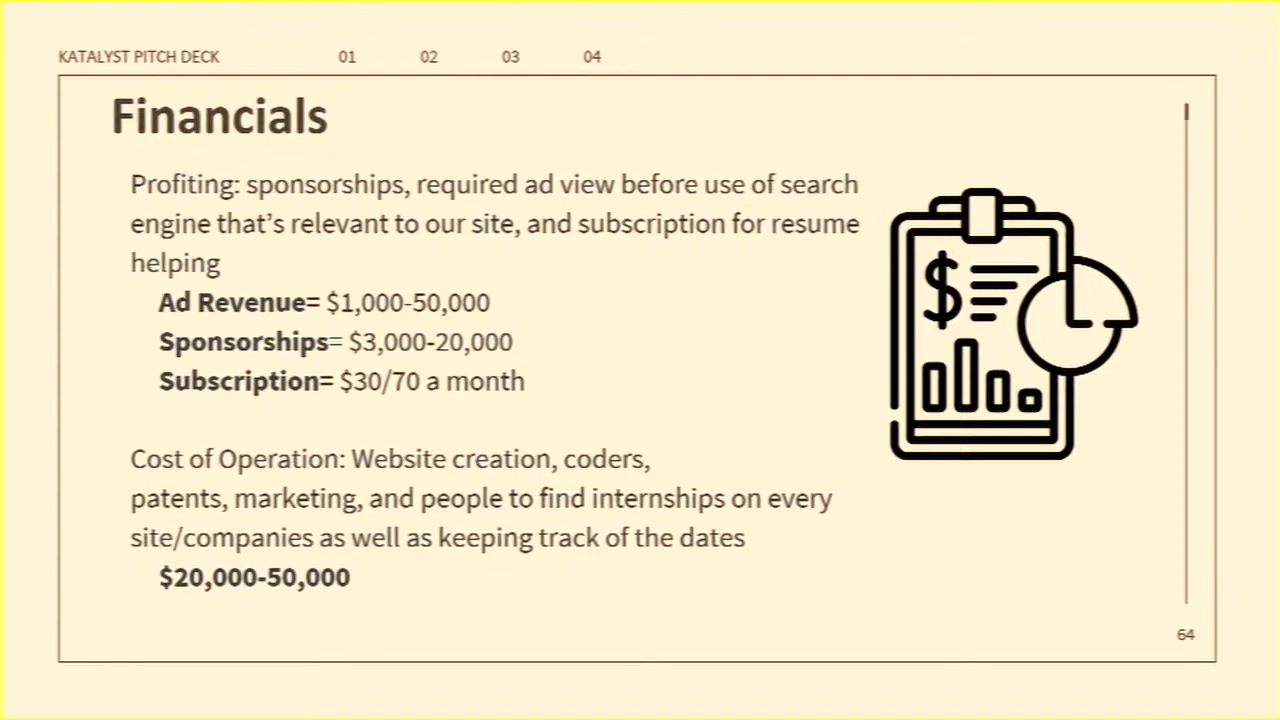 KATALYST PITCH DECK 01 02 03 04
Financials
Profiting: sponsorships, required ad view before use of search
engine that’s relevant to our site, and subscription for resume
helping
Ad Revenue= $1,000-50,000
Sponsorships= $3,000-20,000
Subscription= $30/70 a month
$
Cost of Operation: Website creation, coders,
patents, marketing, and people to find internships on every
site/companies as well as keeping track of the dates
$20,000-50,000
64